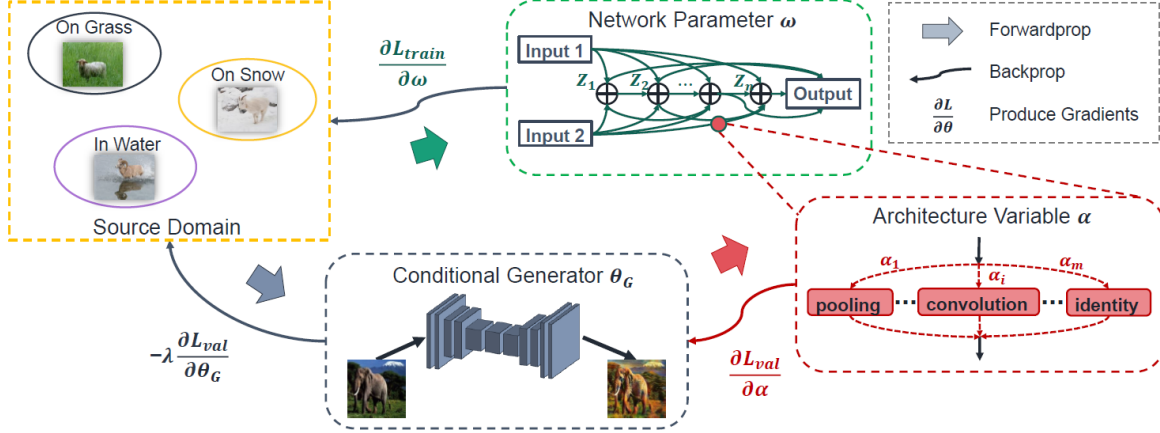 On Grass
On Snow
In Water
Source Domain
∂L_train / ∂ω
Network Parameter ω
Input 1
Input 2
Z_1 Z_2 ... Z_n
Output
Forwardprop
Backprop
∂L / ∂θ Produce Gradients
Architecture Variable α
α_1 α_i α_m
pooling ... convolution ... identity
Conditional Generator θ_G
−λ ∂L_val / ∂θ_G
∂L_val / ∂α